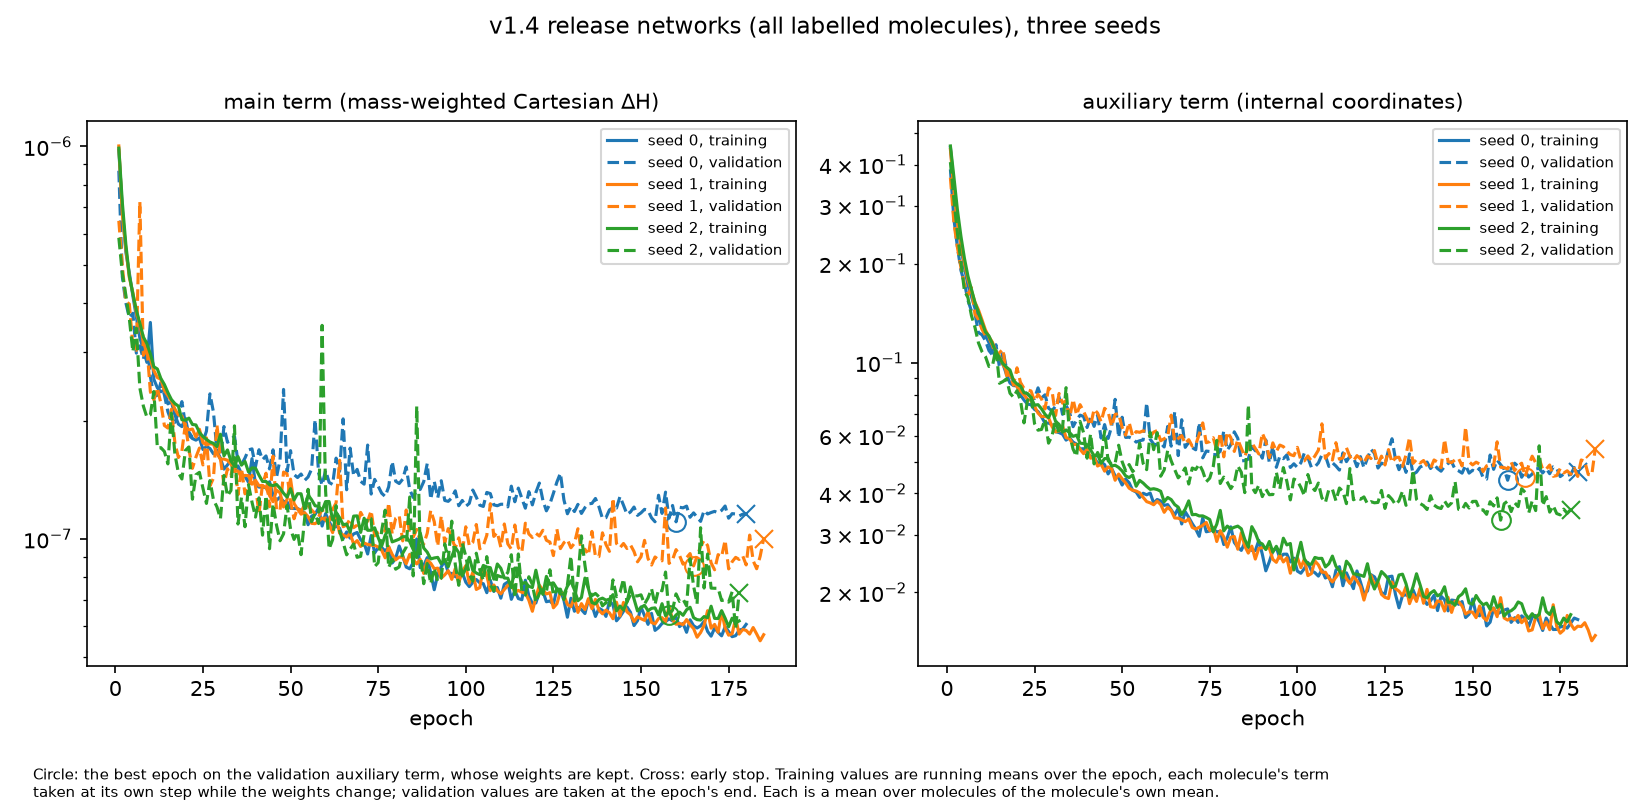 v1.4 release networks (all labelled molecules), three seeds
main term (mass-weighted Cartesian ΔH)
10⁻⁶
10⁻⁷
seed 0, training
seed 0, validation
seed 1, training
seed 1, validation
seed 2, training
seed 2, validation
0 25 50 75 100 125 150 175
epoch
auxiliary term (internal coordinates)
4 × 10⁻¹
3 × 10⁻¹
2 × 10⁻¹
10⁻¹
6 × 10⁻²
4 × 10⁻²
3 × 10⁻²
2 × 10⁻²
seed 0, training
seed 0, validation
seed 1, training
seed 1, validation
seed 2, training
seed 2, validation
0 25 50 75 100 125 150 175
epoch
Circle: the best epoch on the validation auxiliary term, whose weights are kept. Cross: early stop. Training values are running means over the epoch, each molecule's term
taken at its own step while the weights change; validation values are taken at the epoch's end. Each is a mean over molecules of the molecule's own mean.